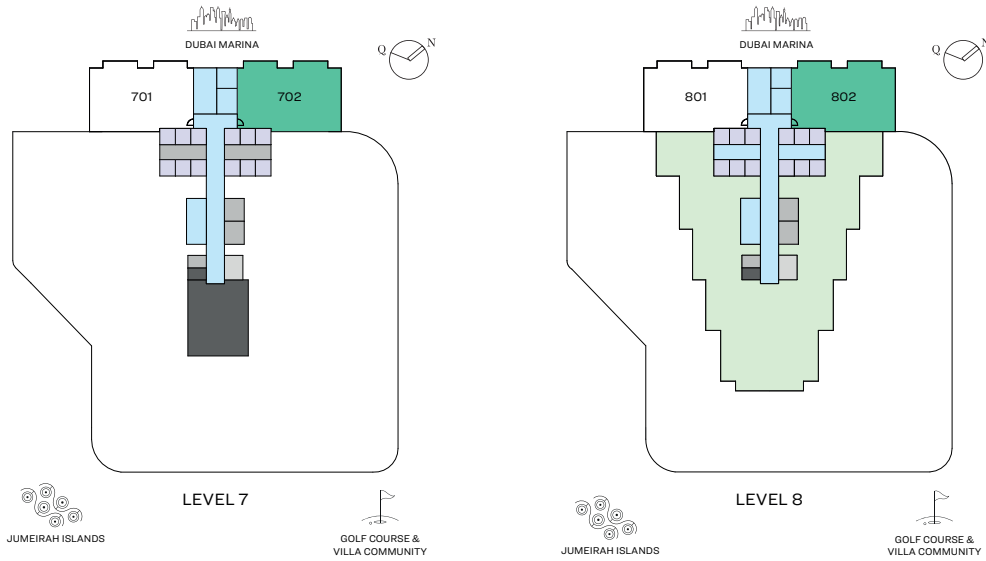 DUBAI MARINA
Q N
701
702
LEVEL 7
JUMEIRAH ISLANDS
GOLF COURSE &
VILLA COMMUNITY
DUBAI MARINA
Q N
801
802
LEVEL 8
JUMEIRAH ISLANDS
GOLF COURSE &
VILLA COMMUNITY